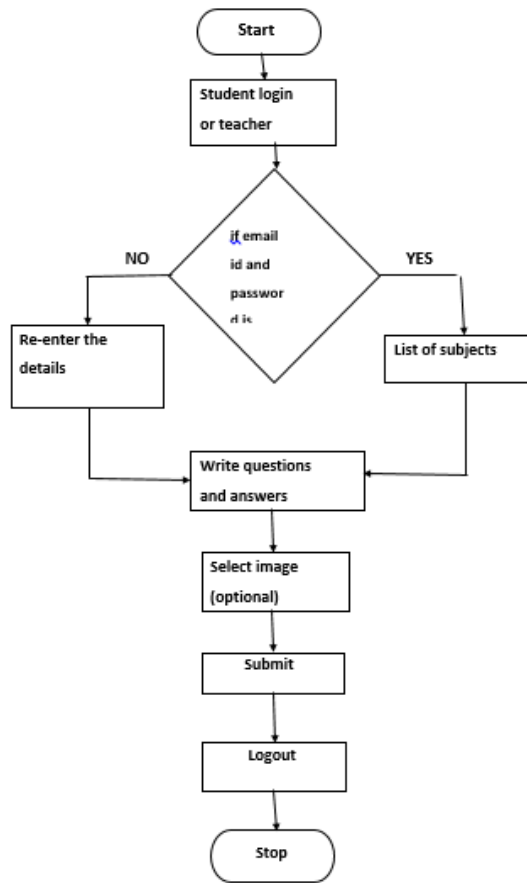 Start
Student login
or teacher
if email
id and
passwor
d is
NO
YES
Re-enter the
details
List of subjects
Write questions
and answers
Select image
(optional)
Submit
Logout
Stop